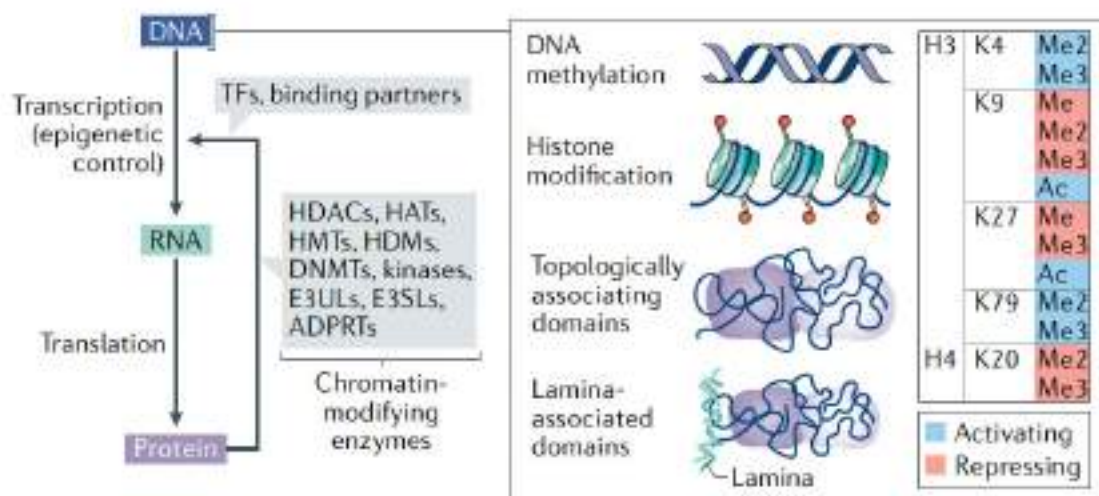 DNA
Transcription
(epigenetic
control)
TFs, binding partners
RNA
HDACs, HATs,
HMTs, HDMs,
DNMTs, kinases,
E3ULs, E3SLs,
ADPRTs
Translation
Chromatin-
modifying
enzymes
Protein
DNA
methylation
Histone
modification
Topologically
associating
domains
Lamina-
associated
domains
Lamina
H3 K4 Me2
Me3
K9 Me
Me2
Me3
Ac
K27 Me
Me3
Ac
K79 Me2
Me3
H4 K20 Me2
Me3
Activating
Repressing